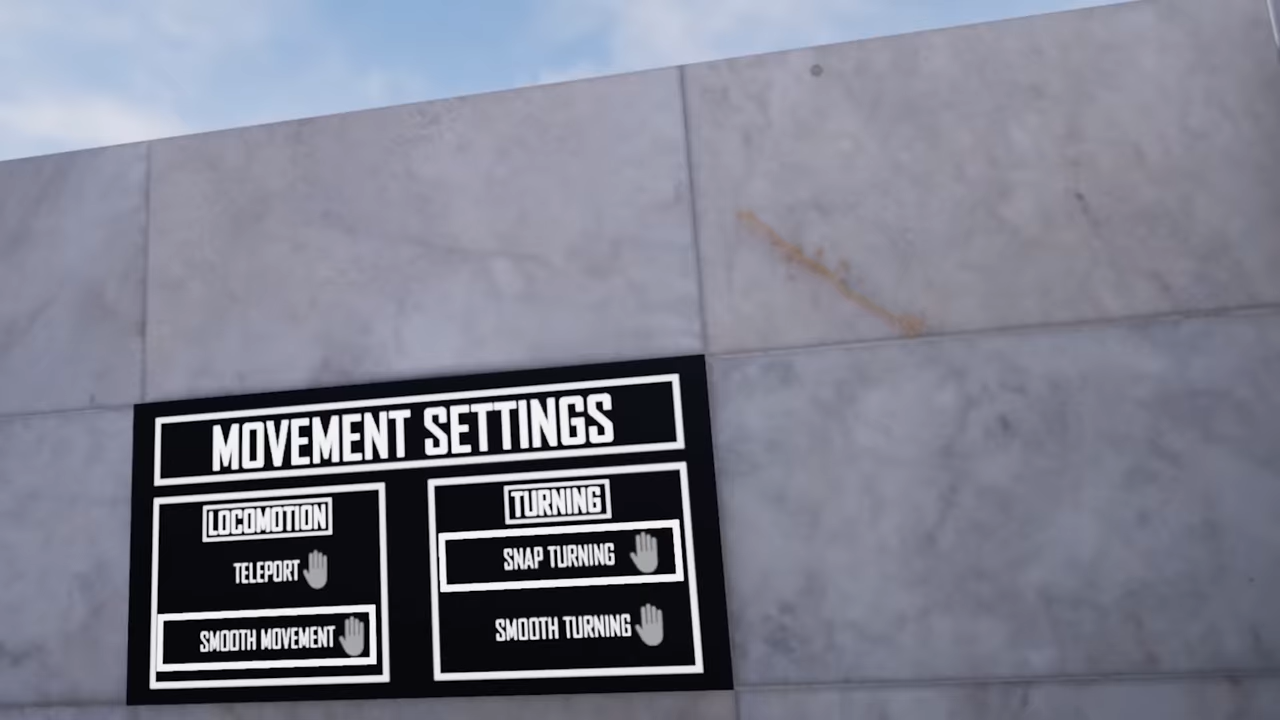 MOVEMENT SETTINGS
LOCOMOTION
TELEPORT
SMOOTH MOVEMENT
TURNING
SNAP TURNING
SMOOTH TURNING